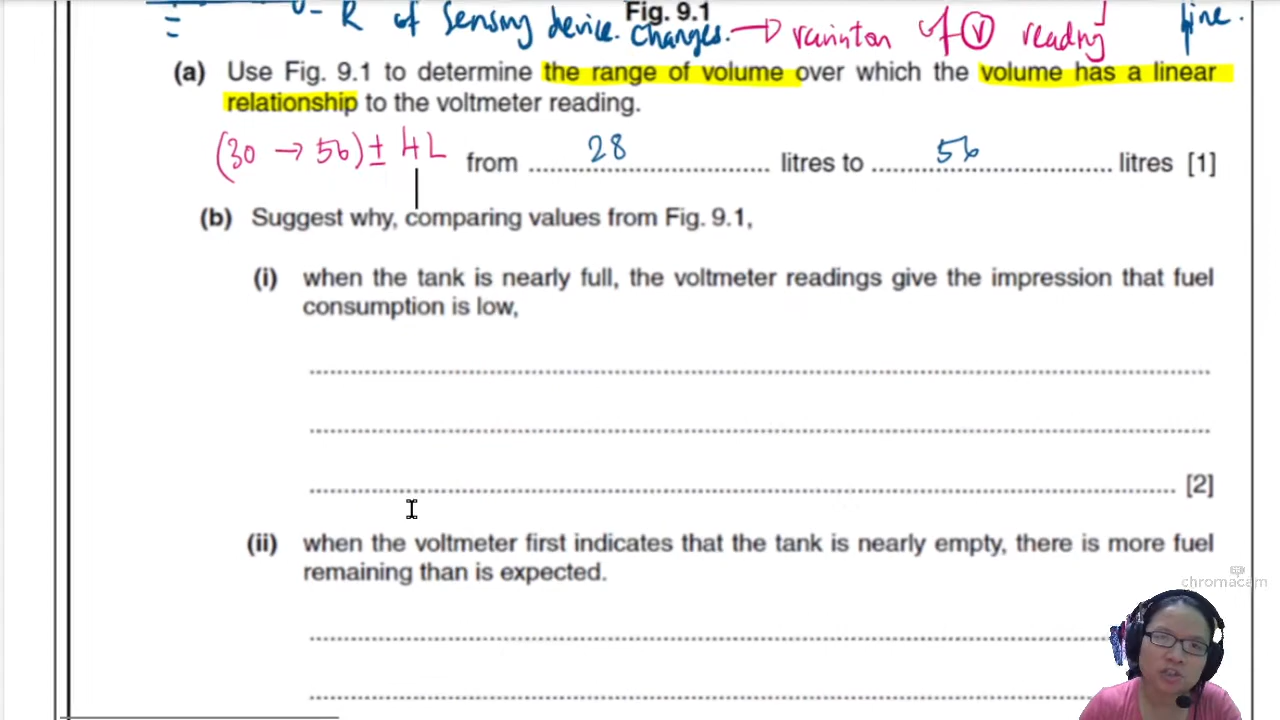 R of sensing device. changes. → variation of V reading fine.
Fig. 9.1
(a) Use Fig. 9.1 to determine the range of volume over which the volume has a linear
relationship to the voltmeter reading.
(30 → 56) ± 4L from 28 litres to 56 litres [1]
(b) Suggest why, comparing values from Fig. 9.1,
(i) when the tank is nearly full, the voltmeter readings give the impression that fuel
consumption is low,
[2]
(ii) when the voltmeter first indicates that the tank is nearly empty, there is more fuel
remaining than is expected.
chromacam